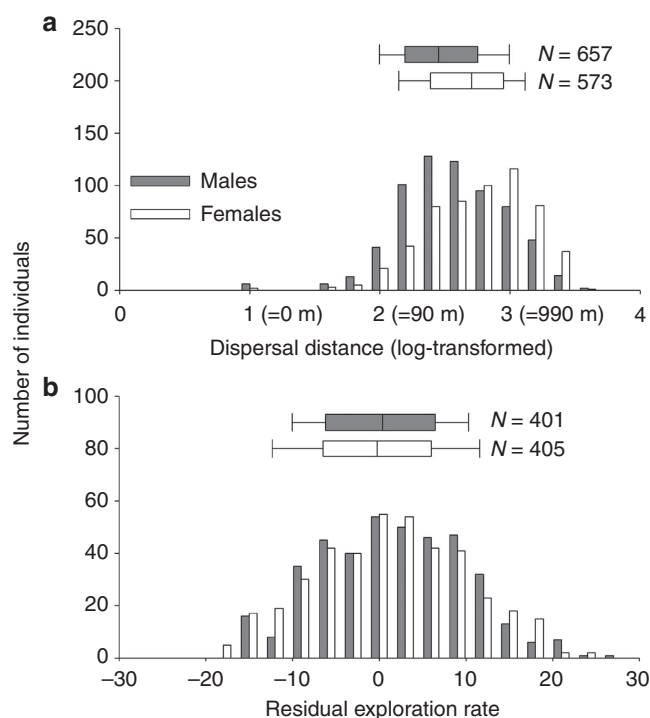 a
250
200
150
100
50
0
N = 657
N = 573
Males
Females
0 1 (=0 m) 2 (=90 m) 3 (=990 m) 4
Dispersal distance (log-transformed)
Number of individuals
b
100
80
60
40
20
0
N = 401
N = 405
–30 –20 –10 0 10 20 30
Residual exploration rate